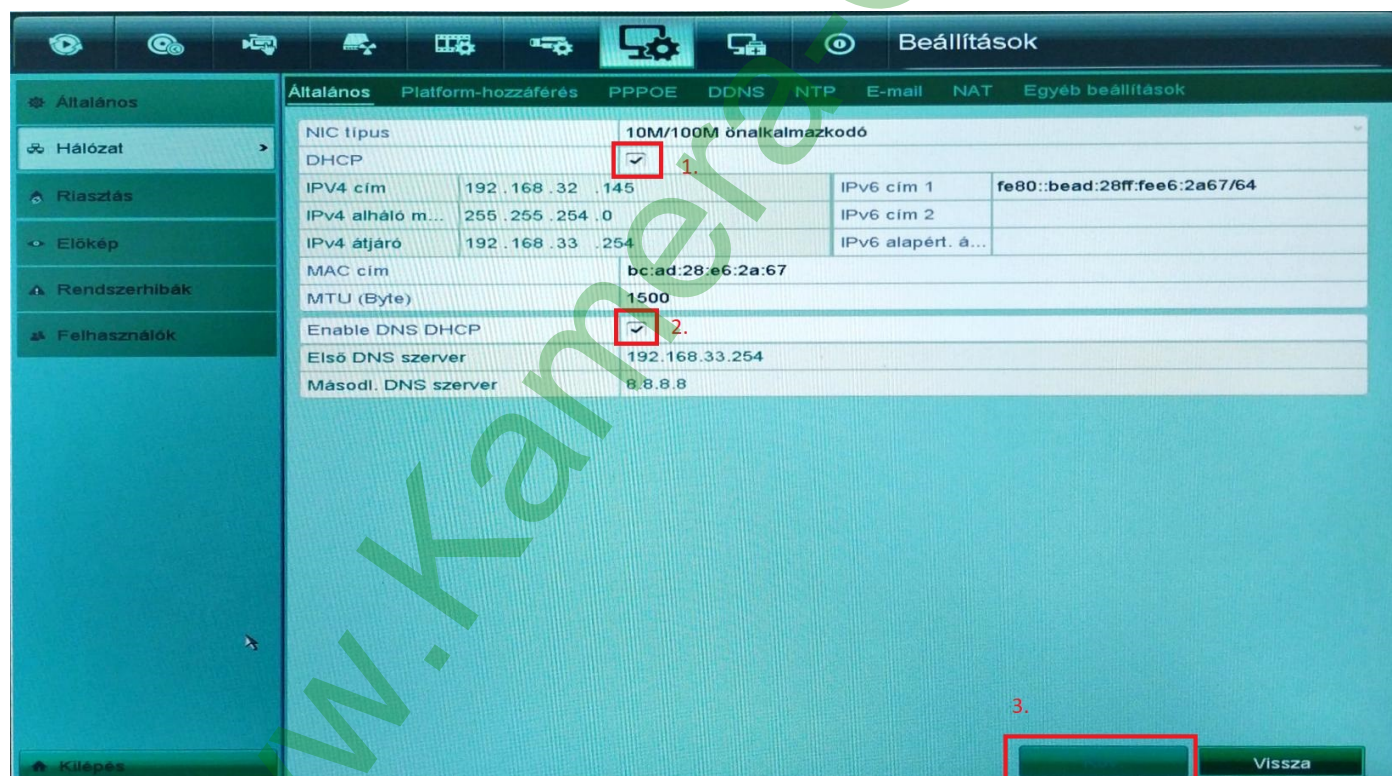 Beállítások
Általános
Hálózat >
Riasztás
Előkép
Rendszerhibák
Felhasználók
Kilépés
Általános Platform-hozzáférés PPPOE DDNS NTP E-mail NAT Egyéb beállítások
NIC típus 10M/100M önalkalmazkodó
DHCP 1.
IPV4 cím 192.168.32.145 IPv6 cím 1 fe80::bead:28ff:fee6:2a67/64
IPv4 alháló m... 255.255.254.0 IPv6 cím 2
IPv4 átjáró 192.168.33.254 IPv6 alapért. á...
MAC cím bc:ad:28:e6:2a:67
MTU (Byte) 1500
Enable DNS DHCP 2.
Első DNS szerver 192.168.33.254
Másodl. DNS szerver 8.8.8.8
3.
Vissza
w.Kamera-